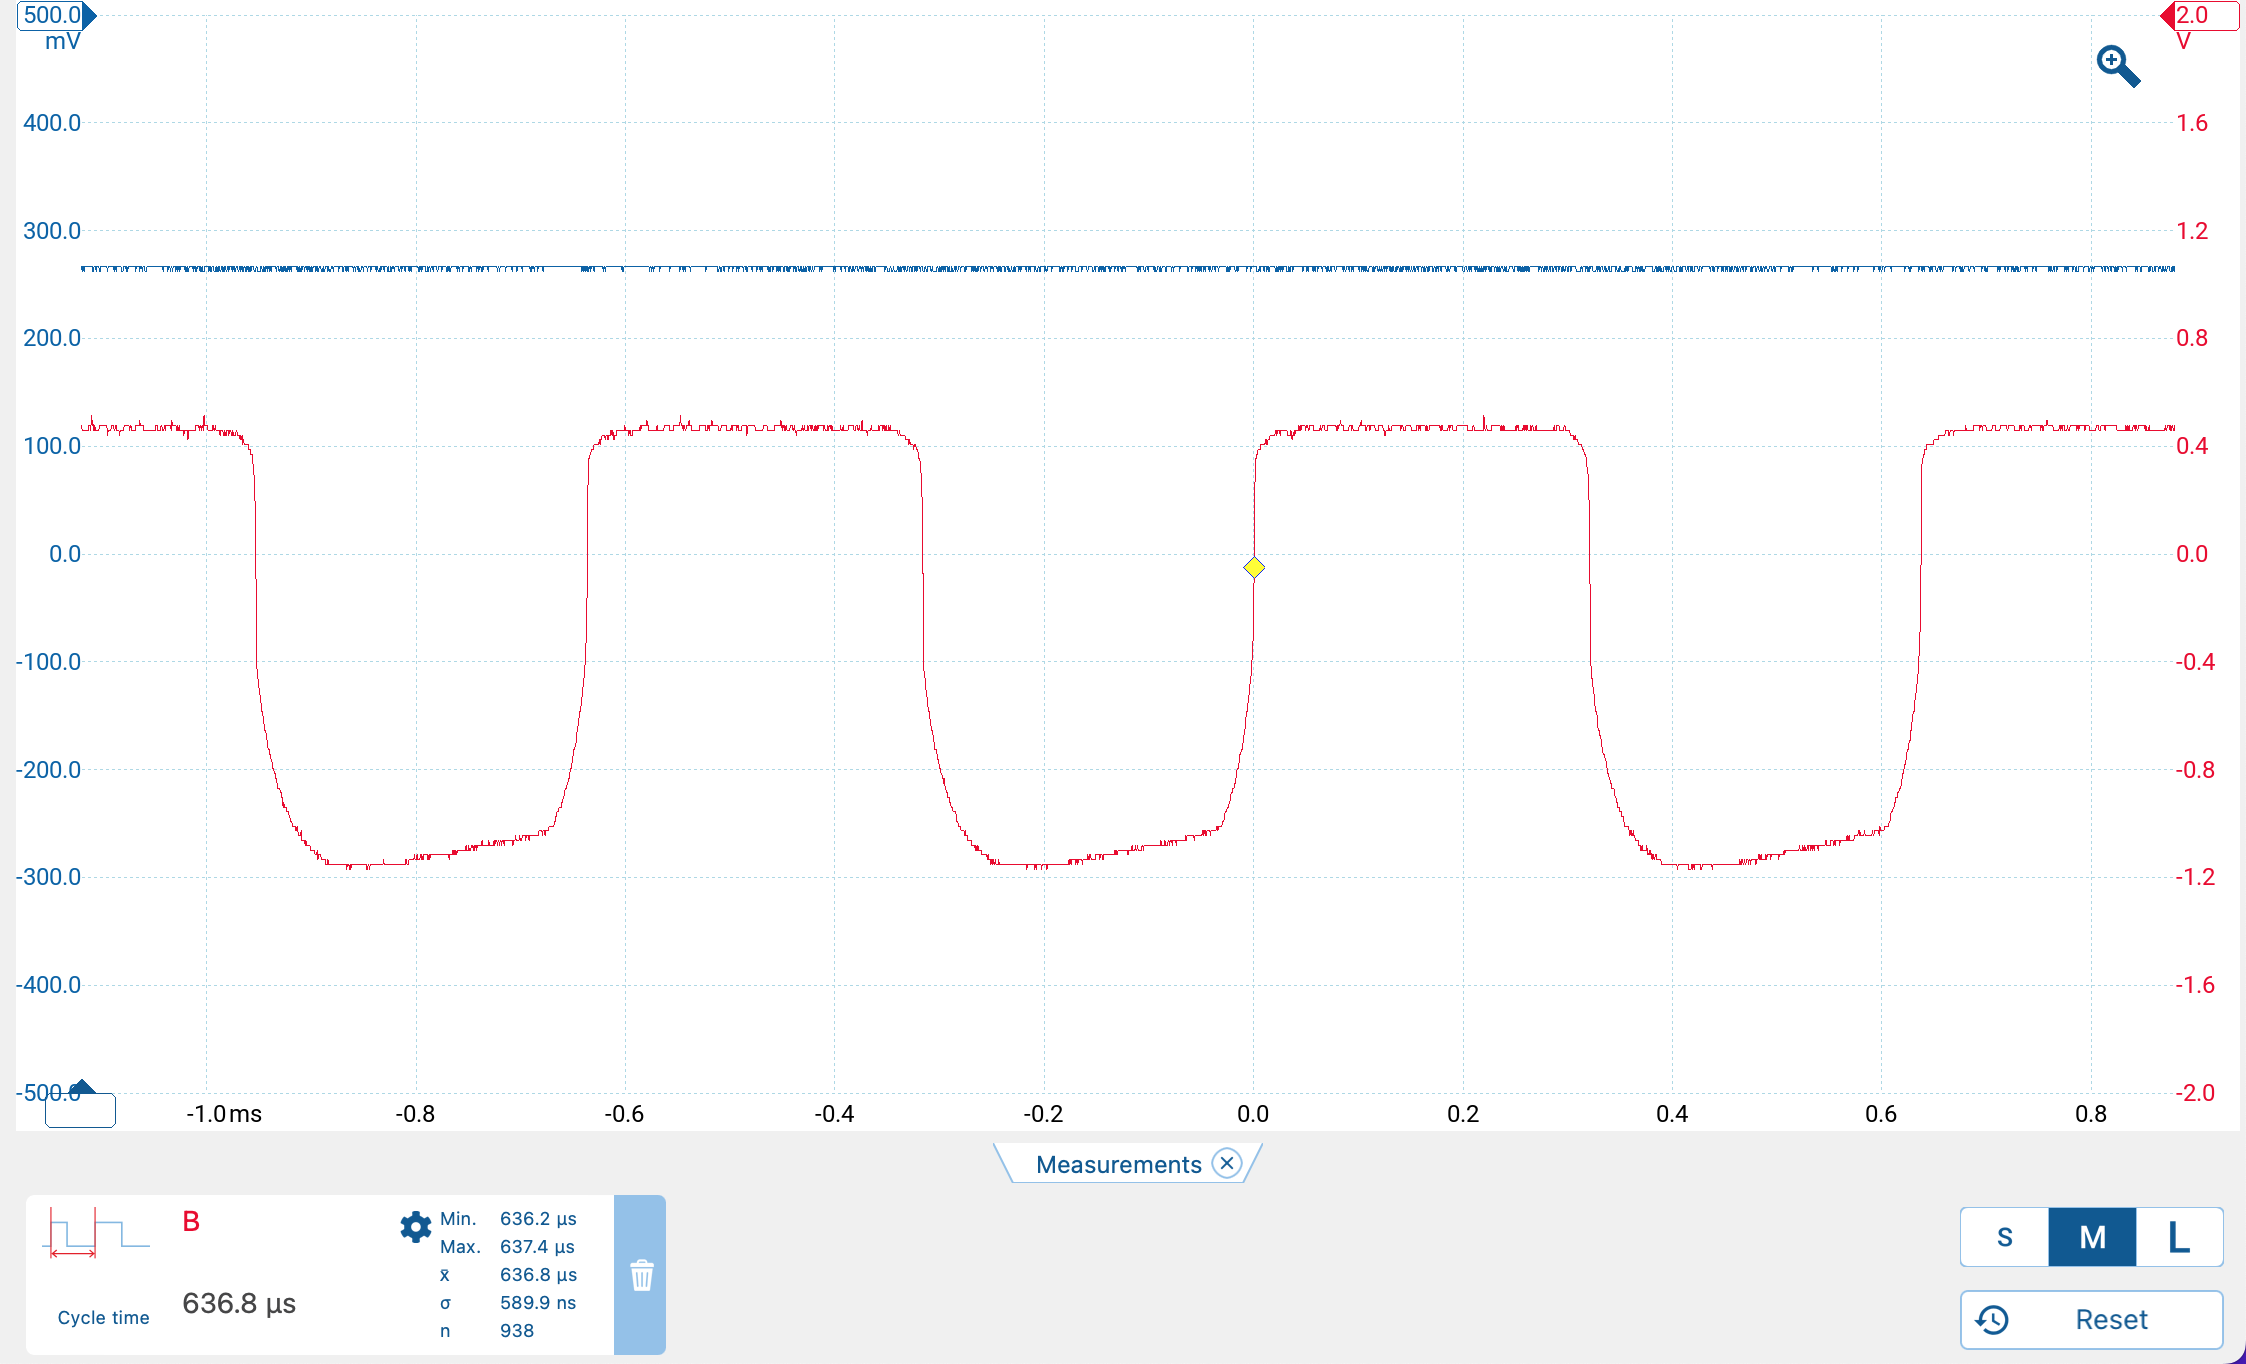 500.0 2.0
mV V
400.0 1.6
300.0 1.2
200.0 0.8
100.0 0.4
0.0 0.0
-100.0 -0.4
-200.0 -0.8
-300.0 -1.2
-400.0 -1.6
-500.0 -2.0
-1.0 ms -0.8 -0.6 -0.4 -0.2 0.0 0.2 0.4 0.6 0.8
Measurements
B
Cycle time
636.8 µs
Min. 636.2 µs
Max. 637.4 µs
x̄ 636.8 µs
σ 589.9 ns
n 938
S M L
Reset